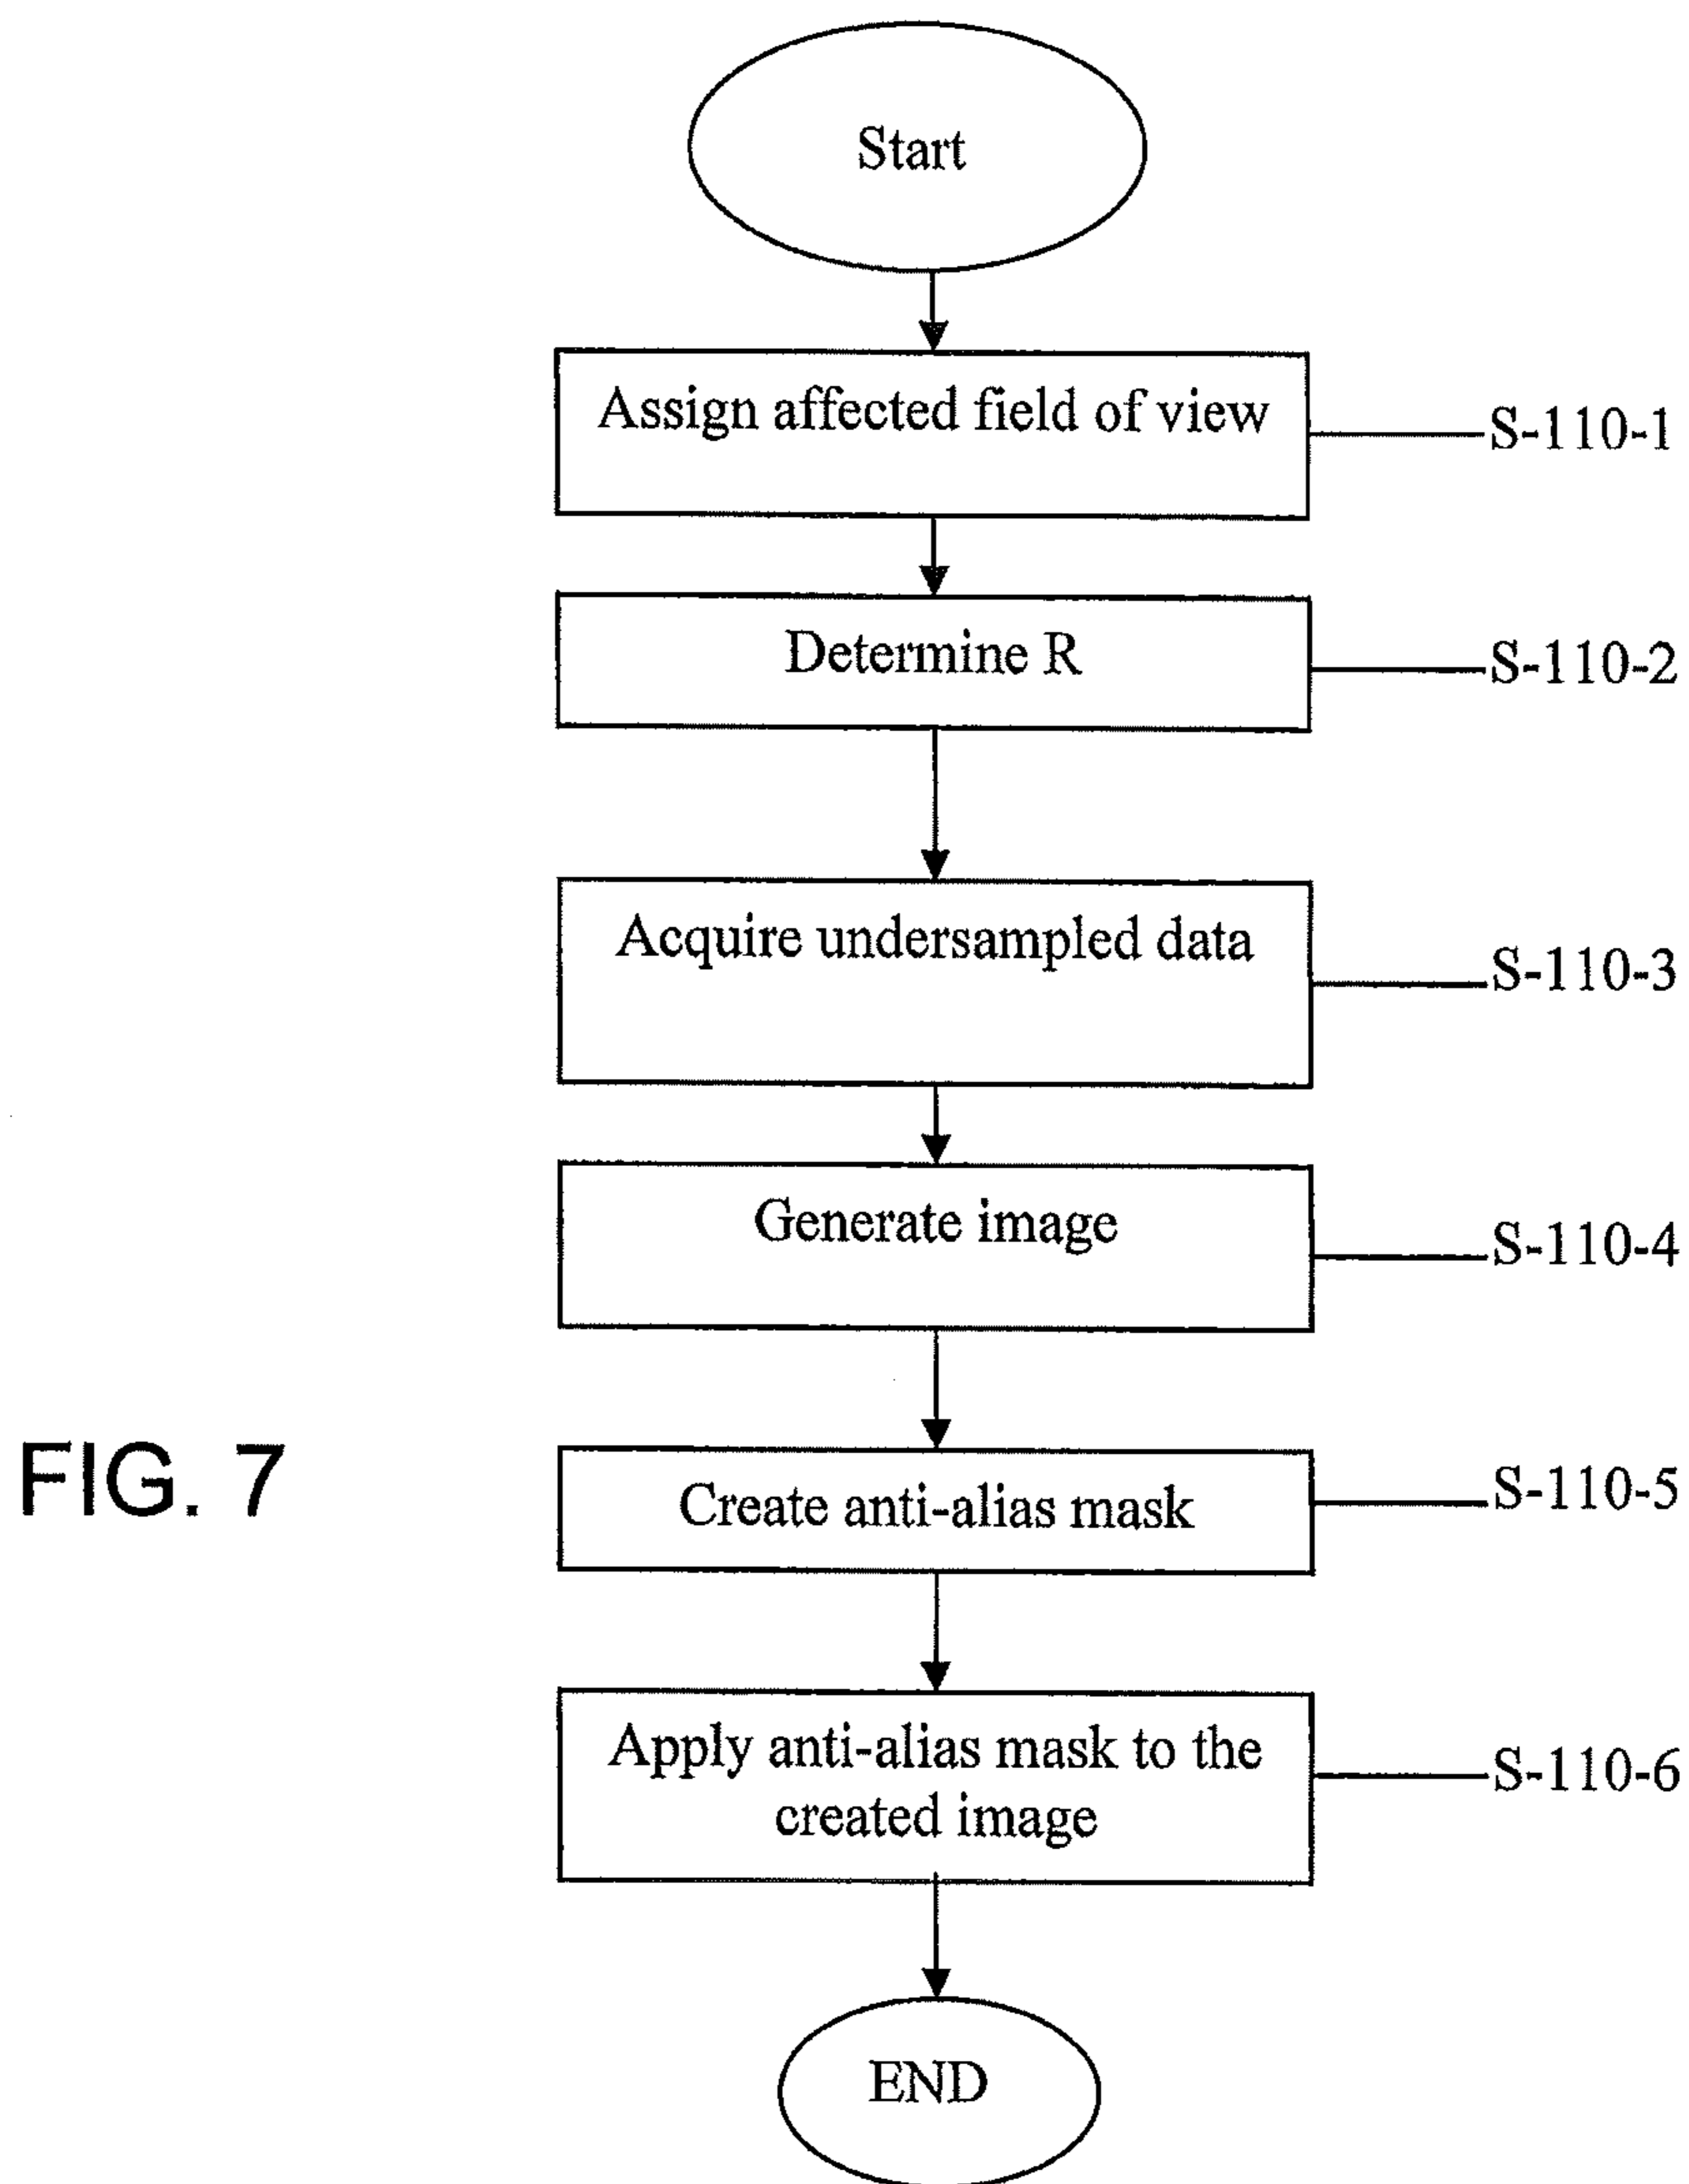 Start
Assign affected field of view
S-110-1
Determine R
S-110-2
Acquire undersampled data
S-110-3
Generate image
S-110-4
FIG. 7
Create anti-alias mask
S-110-5
Apply anti-alias mask to the
created image
S-110-6
END